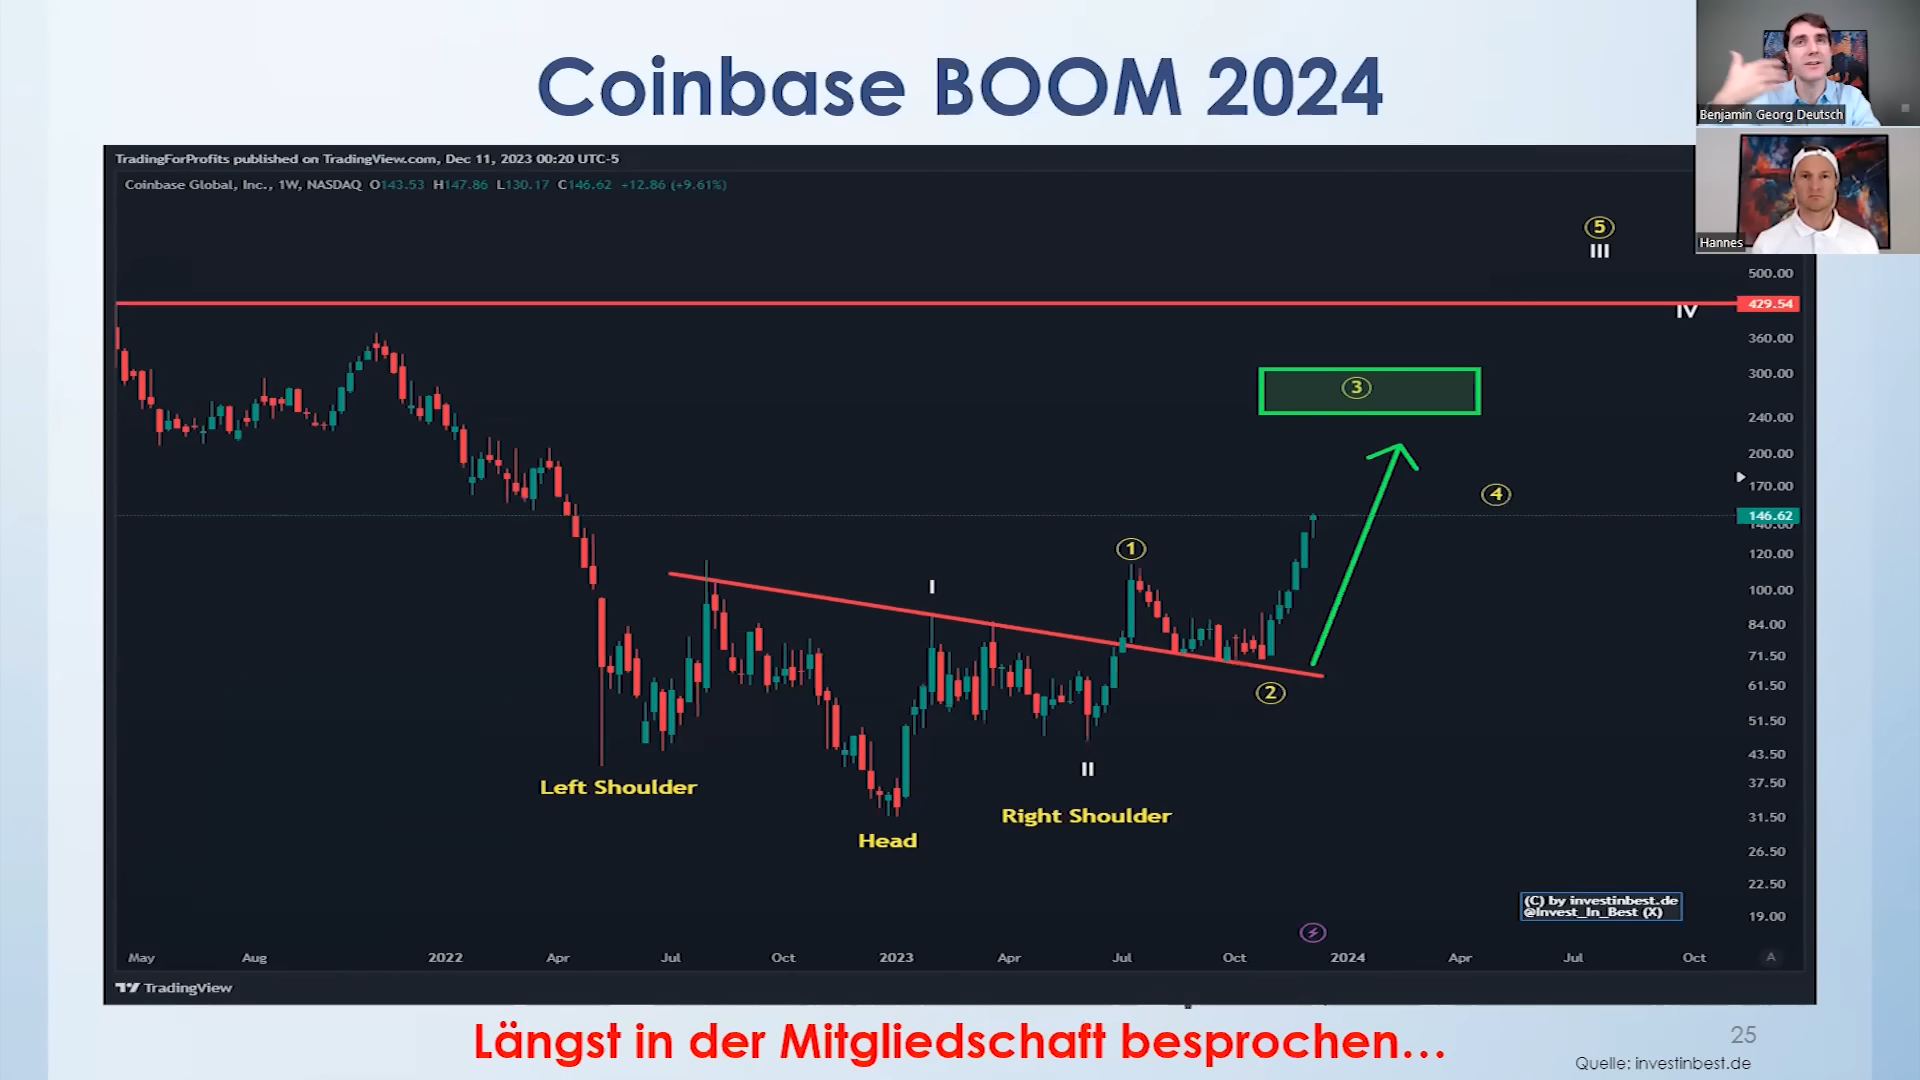 Coinbase BOOM 2024
Benjamin Georg Deutsch
Hannes
TradingForProfits published on TradingView.com, Dec 11, 2023 00:20 UTC-5
Coinbase Global, Inc., 1W, NASDAQ O143.53 H147.86 L130.17 C146.62 +12.86 (+9.61%)
5
III
500.00
429.54
IV
360.00
3
300.00
240.00
200.00
4
170.00
146.62
1
120.00
I
100.00
84.00
71.50
2
61.50
51.50
43.50
II
Left Shoulder
37.50
Right Shoulder
31.50
Head
26.50
22.50
(C) by investinbest.de
@Invest_In_Best (X)
19.00
May Aug 2022 Apr Jul Oct 2023 Apr Jul Oct 2024 Apr Jul Oct A
TradingView
Längst in der Mitgliedschaft besprochen...
25
Quelle: investinbest.de